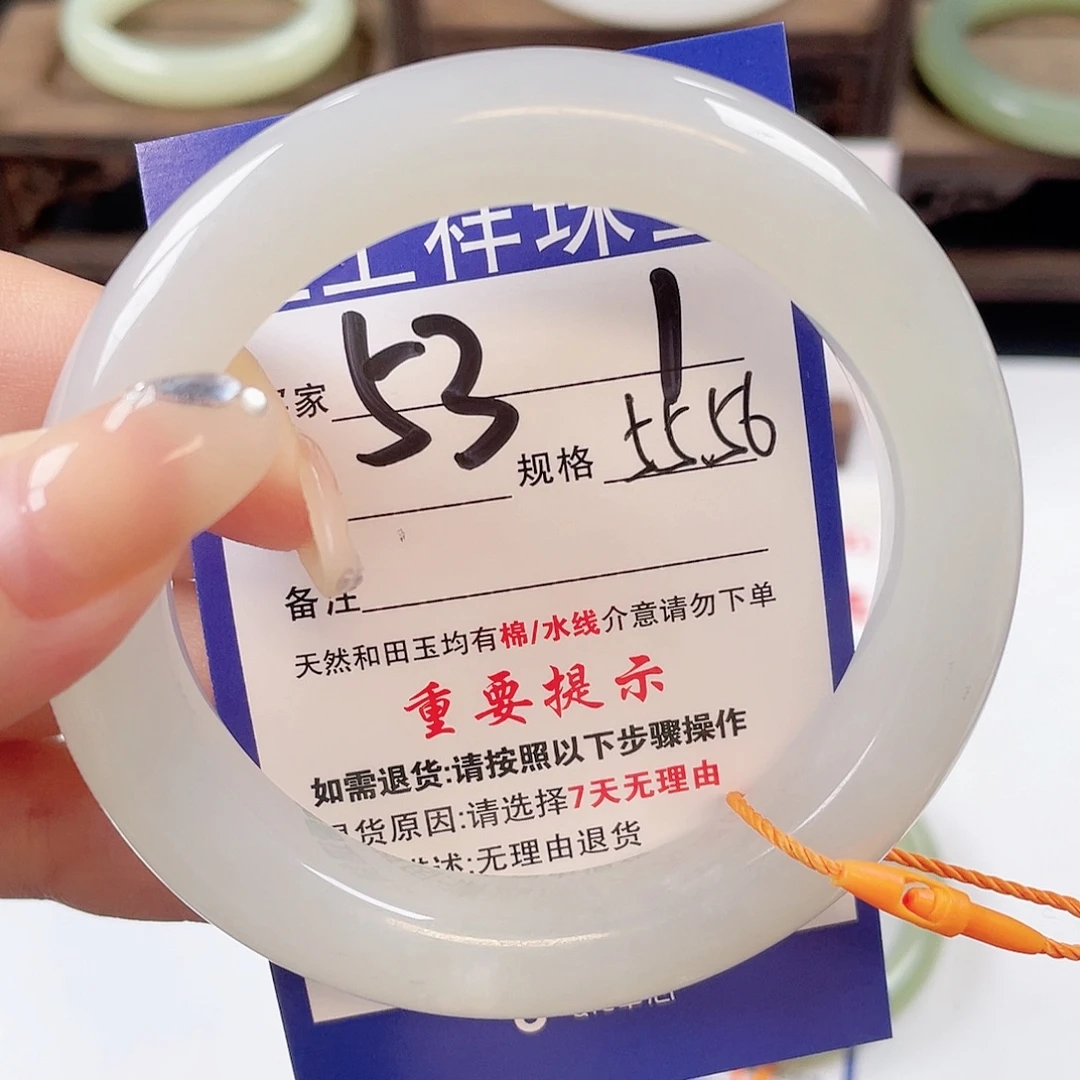 祥珠
家 53 1
规格 55.56
备注
天然和田玉均有棉/水线介意请勿下单
重要提示
如需退货:请按照以下步骤操作
货原因:请选择7天无理由
述:无理由退货